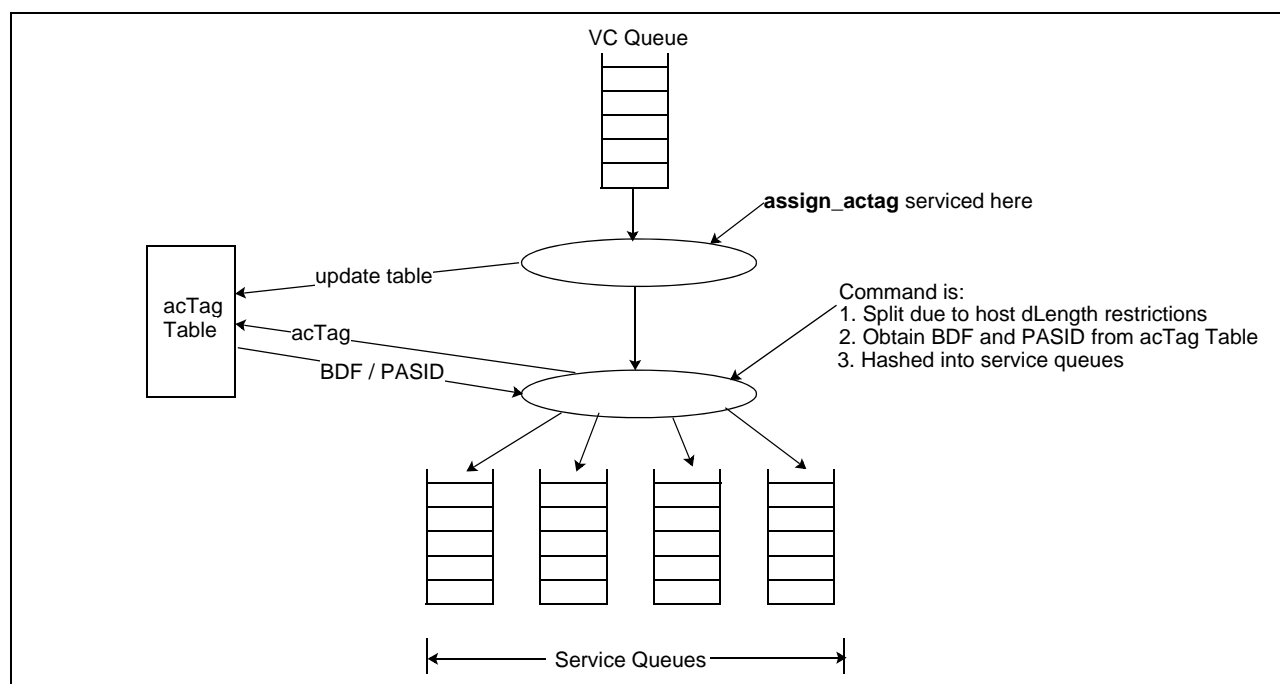 VC Queue
assign_actag serviced here
update table
acTag
Table
acTag
BDF / PASID
Command is:
1. Split due to host dLength restrictions
2. Obtain BDF and PASID from acTag Table
3. Hashed into service queues
Service Queues